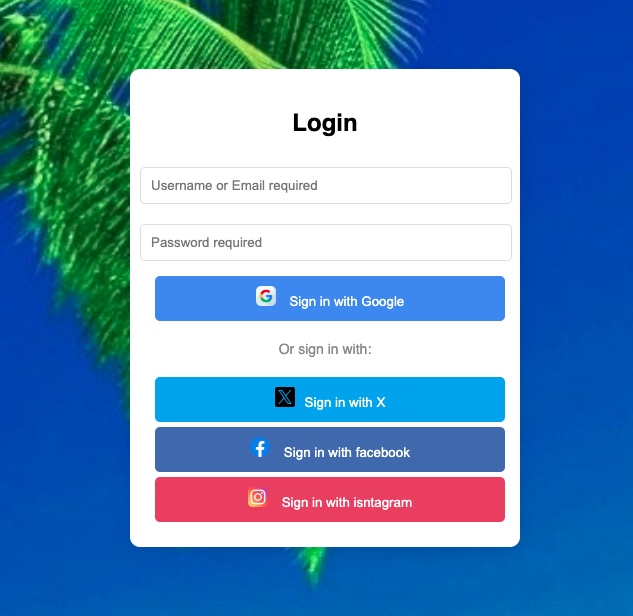 Login
Username or Email required
Password required
Sign in with Google
Or sign in with:
Sign in with X
Sign in with facebook
Sign in with isntagram